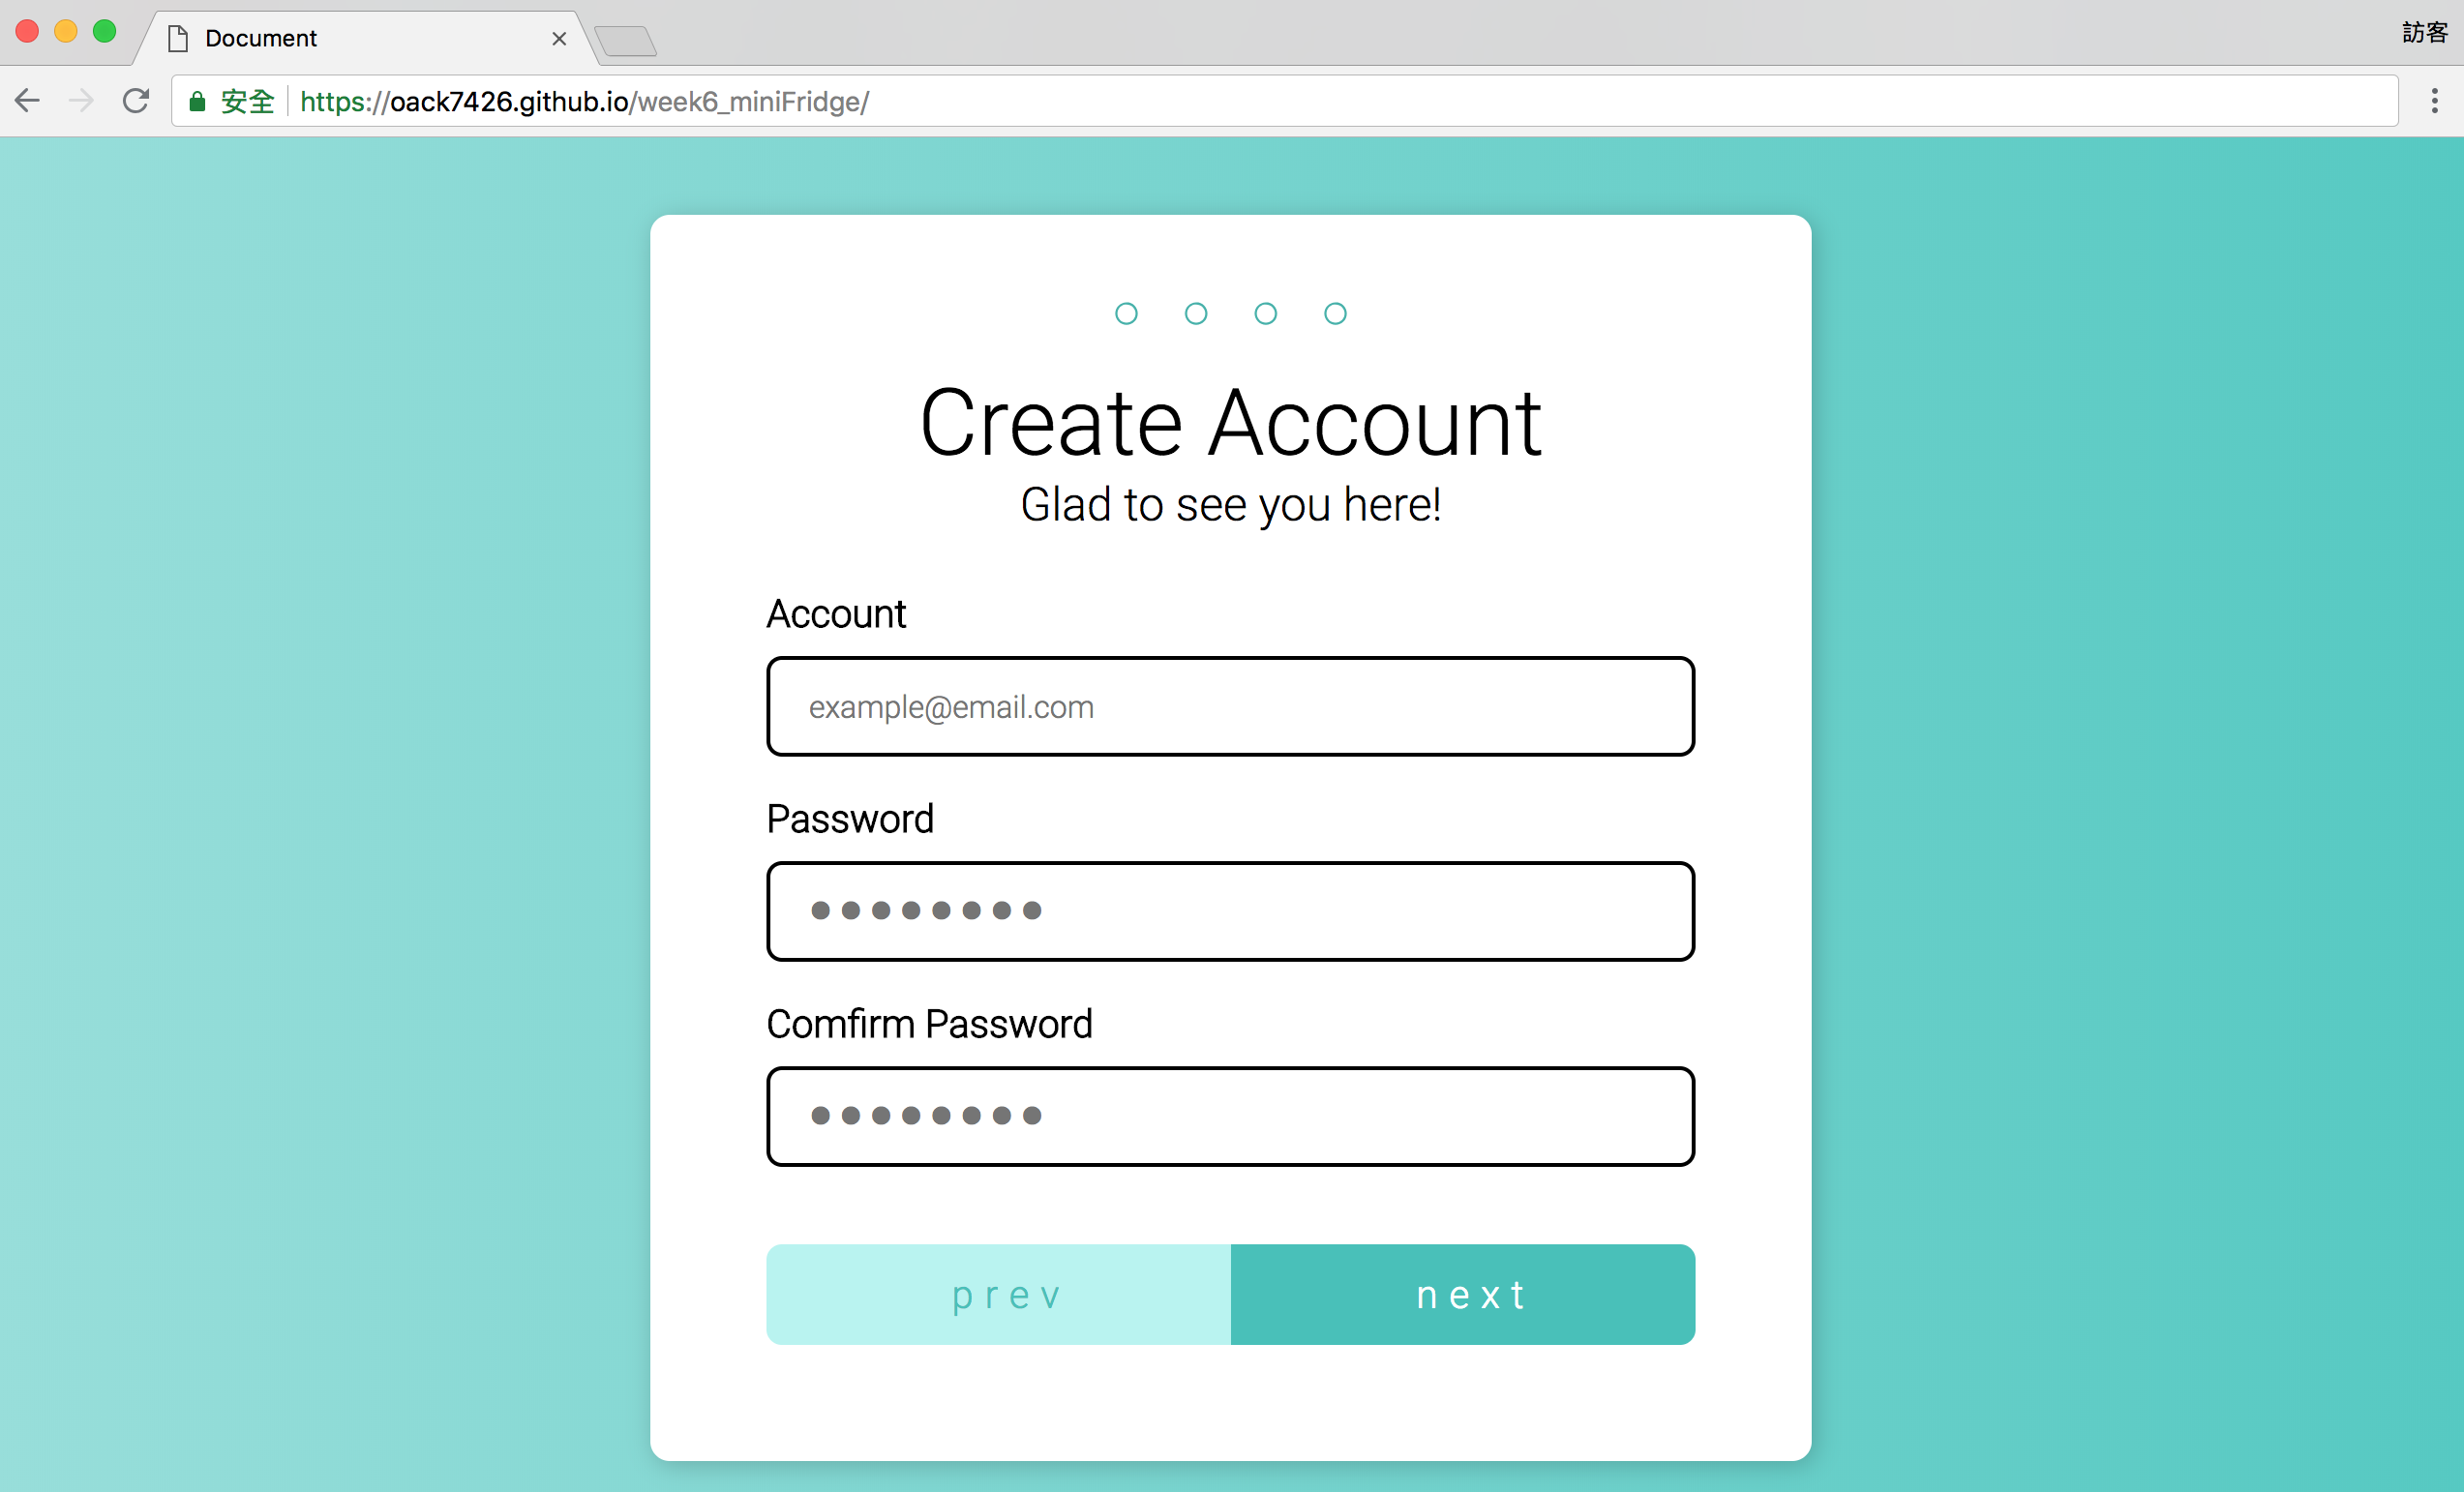 Document
訪客
安全 https://oack7426.github.io/week6_miniFridge/
Create Account
Glad to see you here!
Account
example@email.com
Password
●●●●●●●●
Comfirm Password
●●●●●●●●
prev next